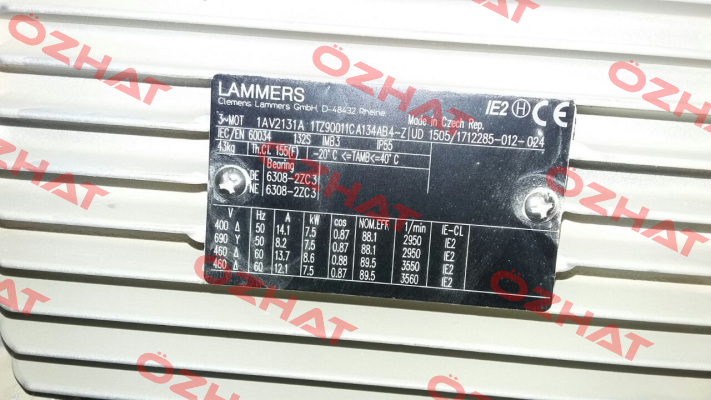 LAMMERS
Clemens Lammers GmbH, D-48432 Rheine
IE2 H CE
3~MOT 1AV2131A 1TZ90011CA134AB4-Z
Made in Czech Rep.
UD 1505/1712285-012-024
IEC/EN 60034 132S IMB3 IP55
43kg Th.CL 155(F) -20°C <=TAMB<=40°C
Bearing
DE 6308-2ZC3
NE 6308-2ZC3
V Hz A kW cos NOM.EFF 1/min IE-CL
400 Δ 50 14.1 7.5 0.87 88.1 2950 IE2
690 Y 50 8.2 7.5 0.87 88.1 2950 IE2
460 Δ 60 13.7 8.6 0.88 89.5 3550 IE2
460 Δ 60 12.1 7.5 0.87 89.5 3560 IE2
ÖZHAT
ÖZHAT
ÖZHAT
ÖZHAT
ÖZHAT
ÖZHAT
ÖZHAT
ÖZHAT